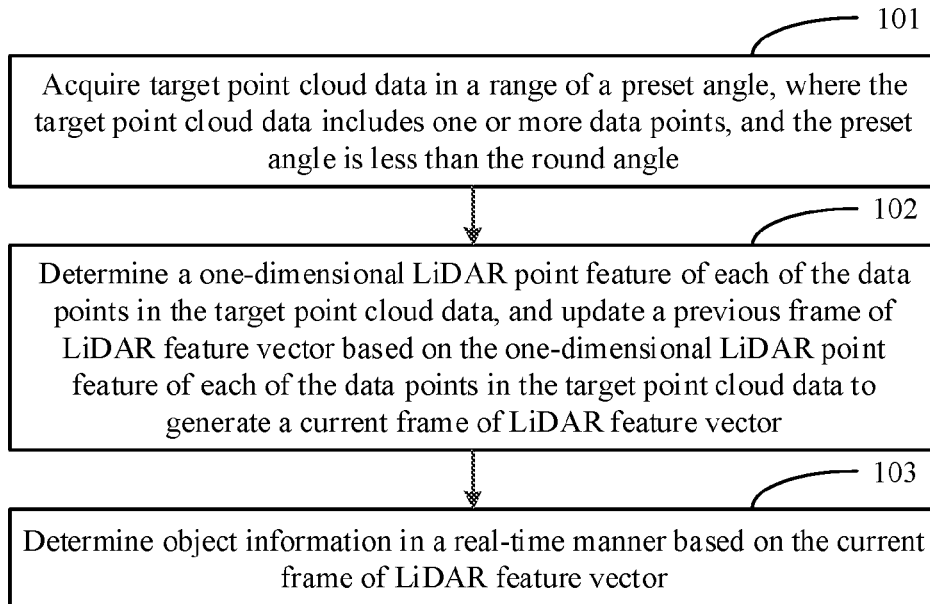 101
Acquire target point cloud data in a range of a preset angle, where the
target point cloud data includes one or more data points, and the preset
angle is less than the round angle
102
Determine a one-dimensional LiDAR point feature of each of the data
points in the target point cloud data, and update a previous frame of
LiDAR feature vector based on the one-dimensional LiDAR point
feature of each of the data points in the target point cloud data to
generate a current frame of LiDAR feature vector
103
Determine object information in a real-time manner based on the current
frame of LiDAR feature vector